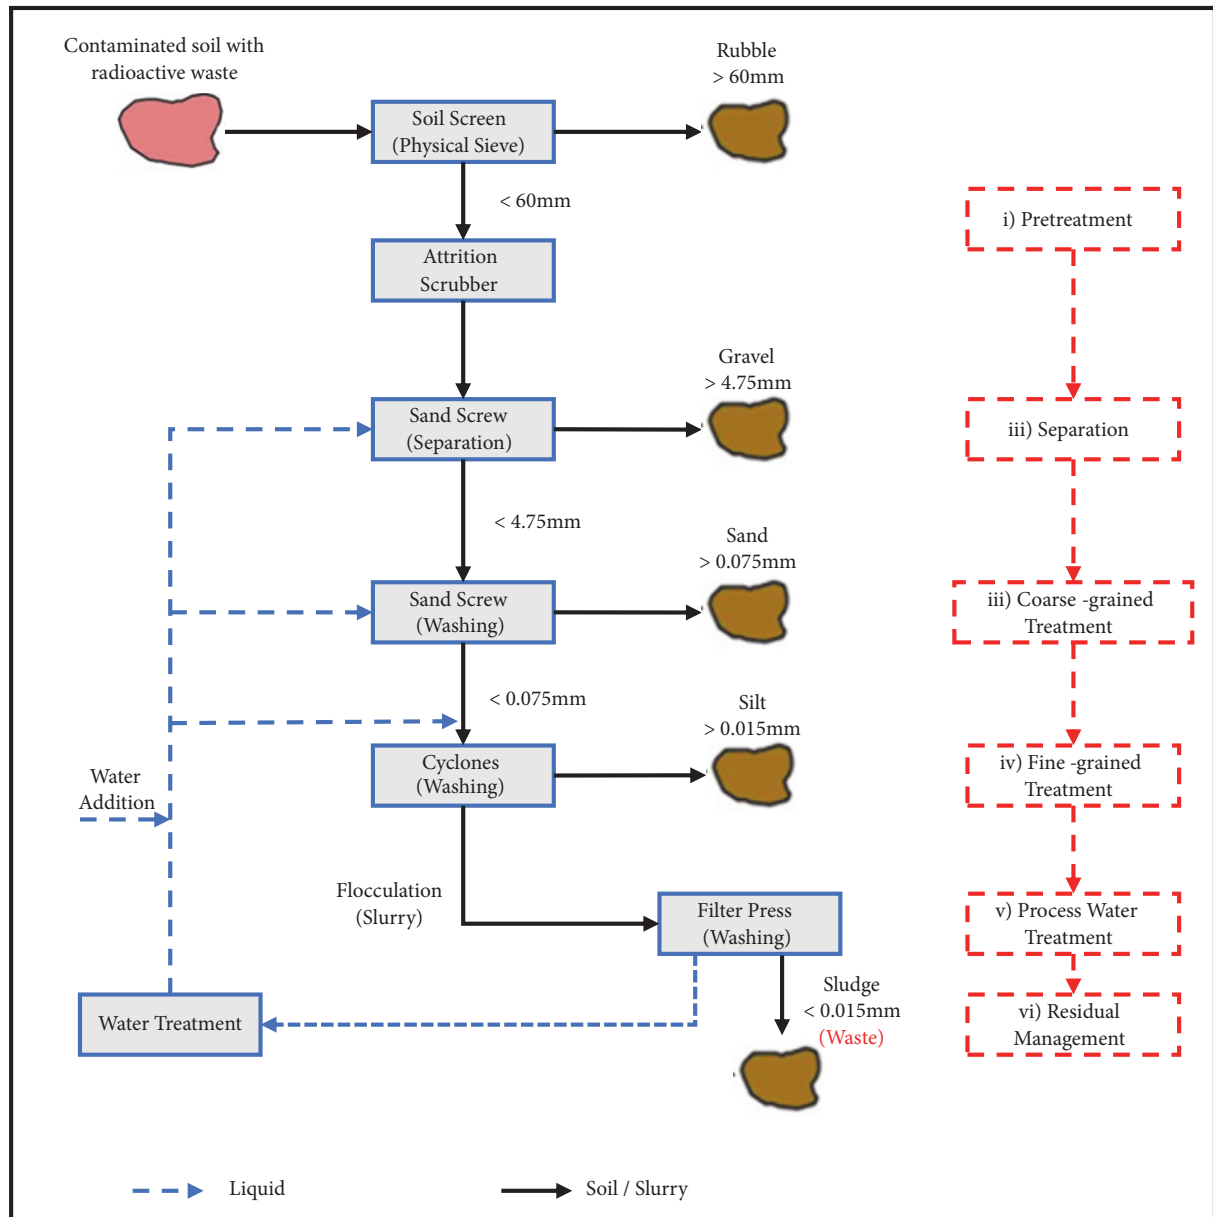 Contaminated soil with
radioactive waste
Rubble
> 60mm
Soil Screen
(Physical Sieve)
< 60mm
i) Pretreatment
Attrition
Scrubber
Gravel
> 4.75mm
Sand Screw
(Separation)
iii) Separation
< 4.75mm
Sand
> 0.075mm
Sand Screw
(Washing)
iii) Coarse -grained
Treatment
< 0.075mm
Silt
> 0.015mm
Cyclones
(Washing)
iv) Fine -grained
Treatment
Water
Addition
Flocculation
(Slurry)
Filter Press
(Washing)
v) Process Water
Treatment
Sludge
< 0.015mm
(Waste)
Water Treatment
vi) Residual
Management
Liquid
Soil / Slurry